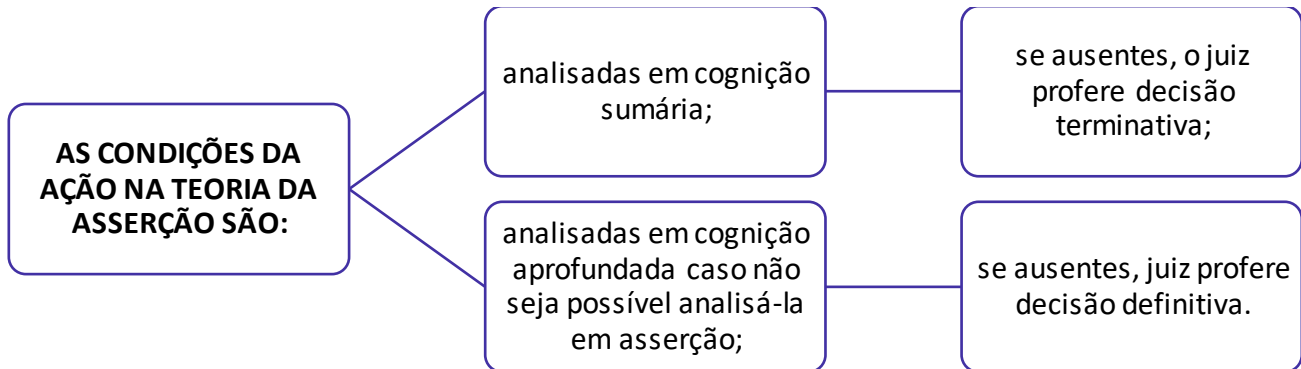 AS CONDIÇÕES DA
AÇÃO NA TEORIA DA
ASSERÇÃO SÃO:
analisadas em cognição
sumária;
se ausentes, o juiz
profere decisão
terminativa;
analisadas em cognição
aprofundada caso não
seja possível analisá-la
em asserção;
se ausentes, juiz profere
decisão definitiva.